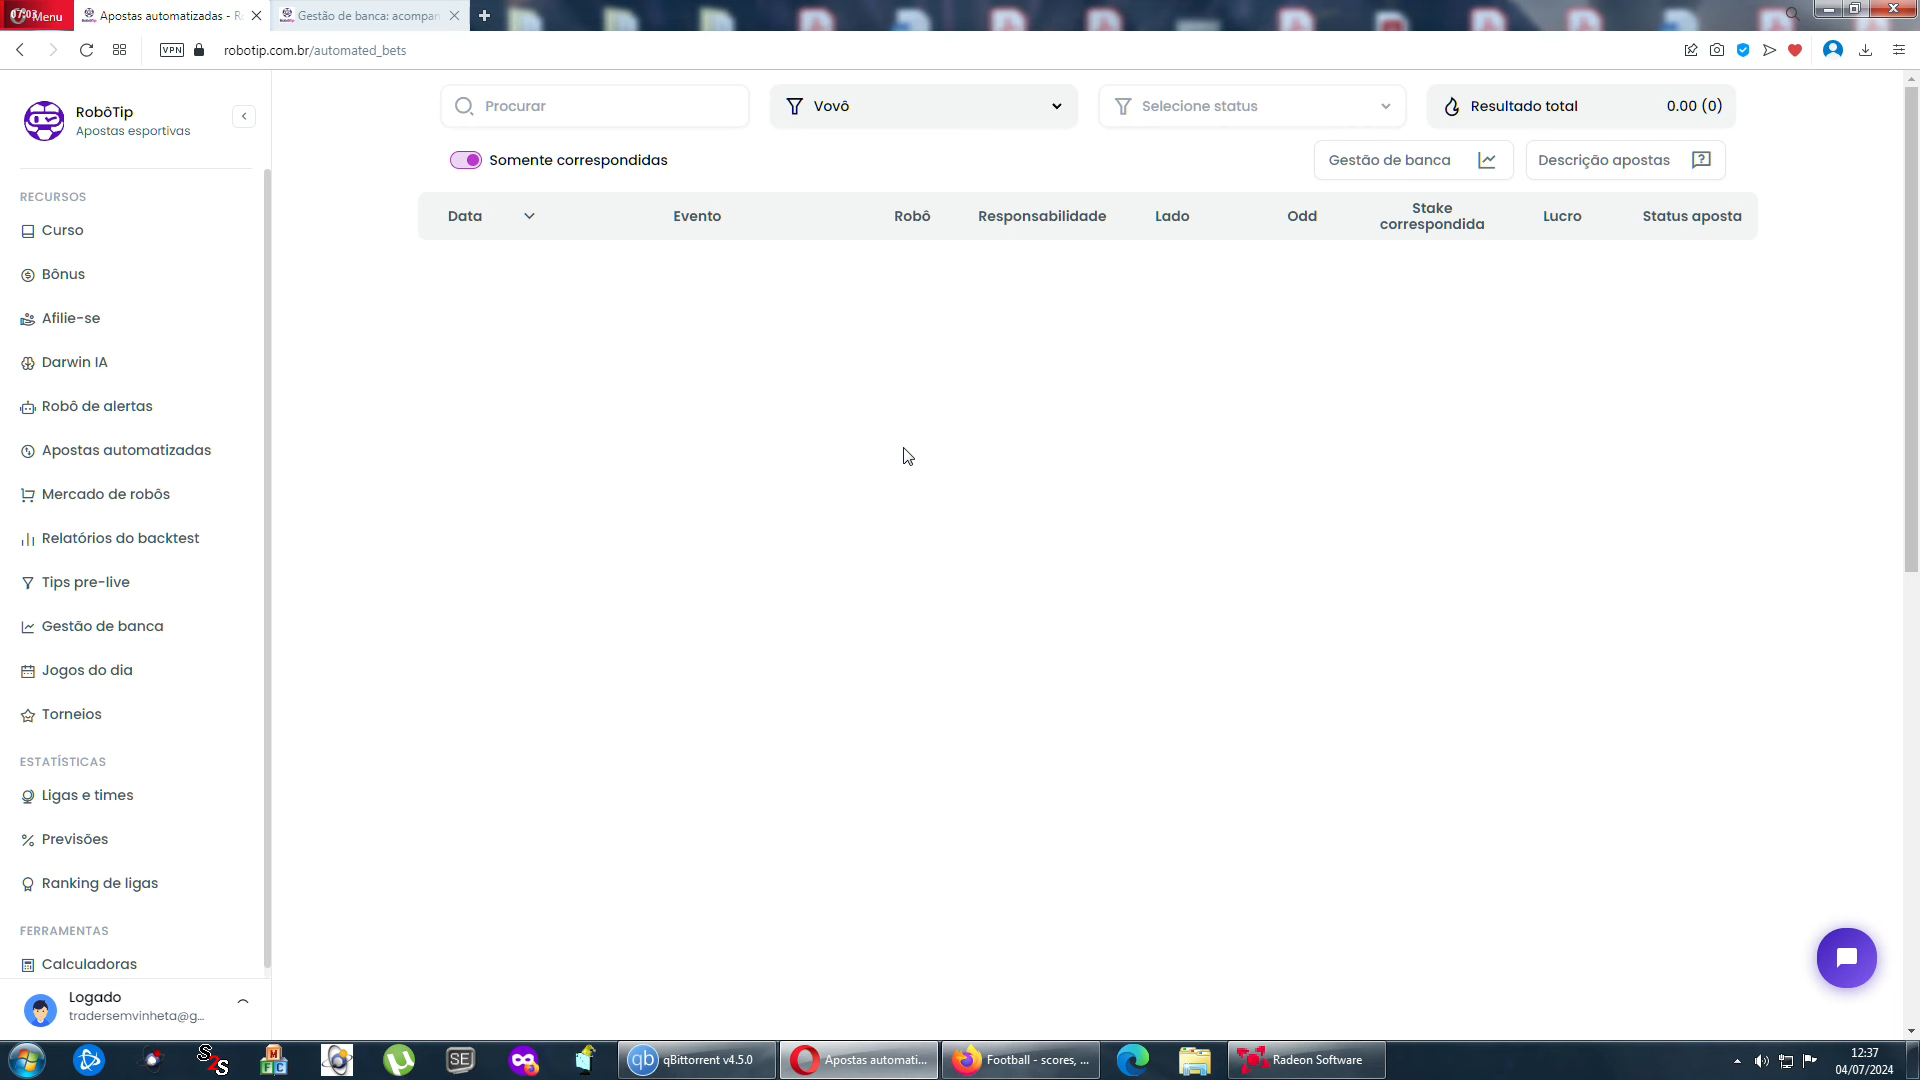 Menu
Apostas automatizadas - R
Gestão de banca: acompan
VPN
robotip.com.br/automated_bets
RobôTip
Apostas esportivas
Procurar
Vovô
Selecione status
Resultado total 0.00 (0)
Somente correspondidas
Gestão de banca
Descrição apostas
Data
Evento
Robô
Responsabilidade
Lado
Odd
Stake
correspondida
Lucro
Status aposta
RECURSOS
Curso
Bônus
Afilie-se
Darwin IA
Robô de alertas
Apostas automatizadas
Mercado de robôs
Relatórios do backtest
Tips pre-live
Gestão de banca
Jogos do dia
Torneios
ESTATÍSTICAS
Ligas e times
Previsões
Ranking de ligas
FERRAMENTAS
Calculadoras
Logado
tradersemvinheta@g...
qBittorrent v4.5.0
Apostas automati...
Football - scores, ...
Radeon Software
12:37
04/07/2024